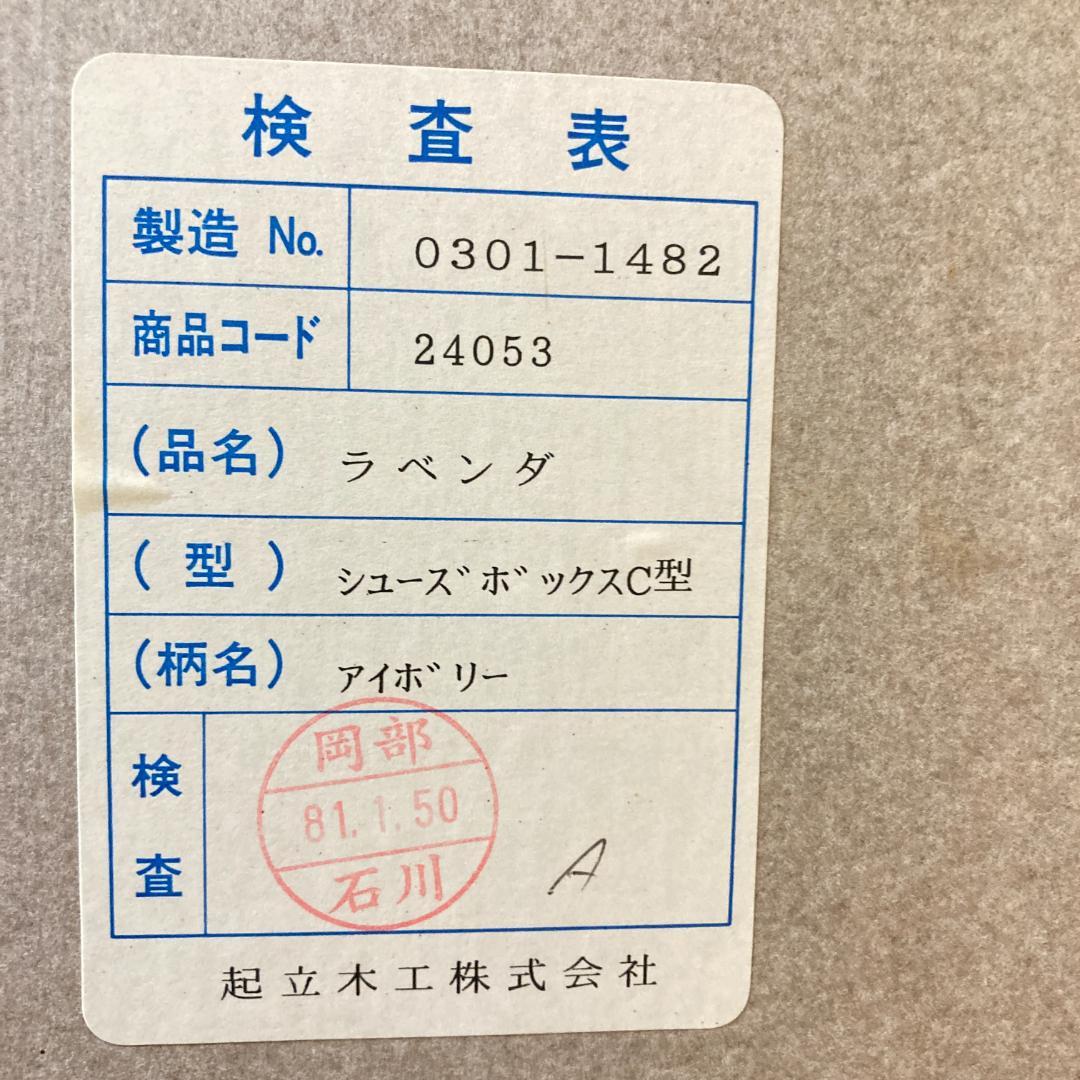 検査表
製造 No. 0301-1482
商品コード 24053
(品名) ラベンダ
(型) シューズボックスC型
(柄名) アイボリー
検査
岡部
81.1.50
石川
A
起立木工株式会社